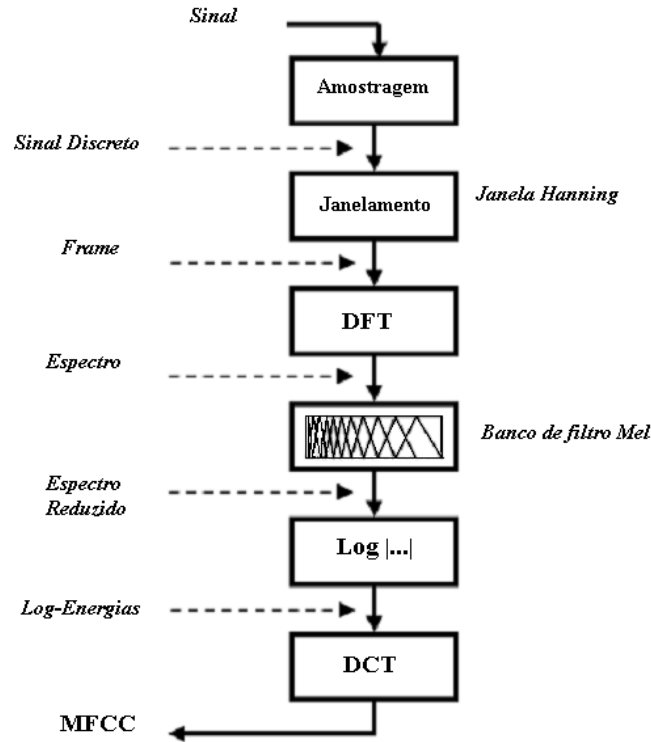 Sinal
Amostragem
Sinal Discreto
Janelamento
Janela Hanning
Frame
DFT
Espectro
Banco de filtro Mel
Espectro
Reduzido
Log |...|
Log-Energias
DCT
MFCC